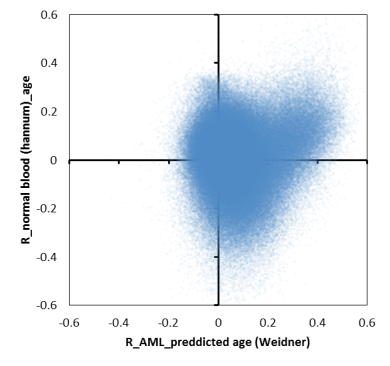 0.6
0.4
0.2
0
-0.2
-0.4
-0.6
-0.6 -0.4 -0.2 0 0.2 0.4 0.6
R_normal blood (hannum)_age
R_AML_preddicted age (Weidner)